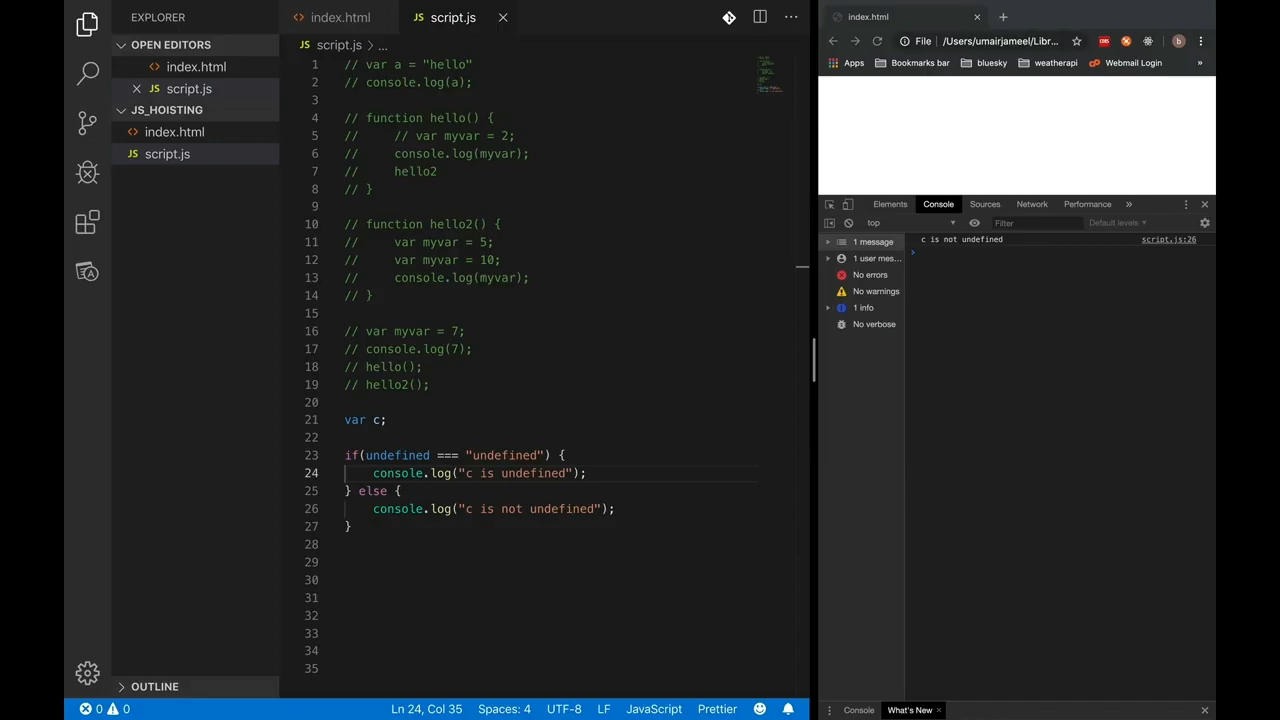 EXPLORER
OPEN EDITORS
index.html
JS script.js
JS_HOISTING
index.html
JS script.js
OUTLINE
index.html
JS script.js
JS script.js > ...
1 // var a = "hello"
2 // console.log(a);
3
4 // function hello() {
5 //     // var myvar = 2;
6 //     console.log(myvar);
7 //     hello2
8 // }
9
10 // function hello2() {
11 //     var myvar = 5;
12 //     var myvar = 10;
13 //     console.log(myvar);
14 // }
15
16 // var myvar = 7;
17 // console.log(7);
18 // hello();
19 // hello2();
20
21 var c;
22
23 if(undefined === "undefined") {
24     console.log("c is undefined");
25 } else {
26     console.log("c is not undefined");
27 }
28
29
30
31
32
33
34
35
0 0 Ln 24, Col 35 Spaces: 4 UTF-8 LF JavaScript Prettier
index.html
File /Users/umairjameel/Libr...
b
Apps Bookmarks bar bluesky weatherapi Webmail Login »
Elements Console Sources Network Performance »
top Filter Default levels
1 message
1 user mes...
No errors
No warnings
1 info
No verbose
c is not undefined script.js:26
Console What's New